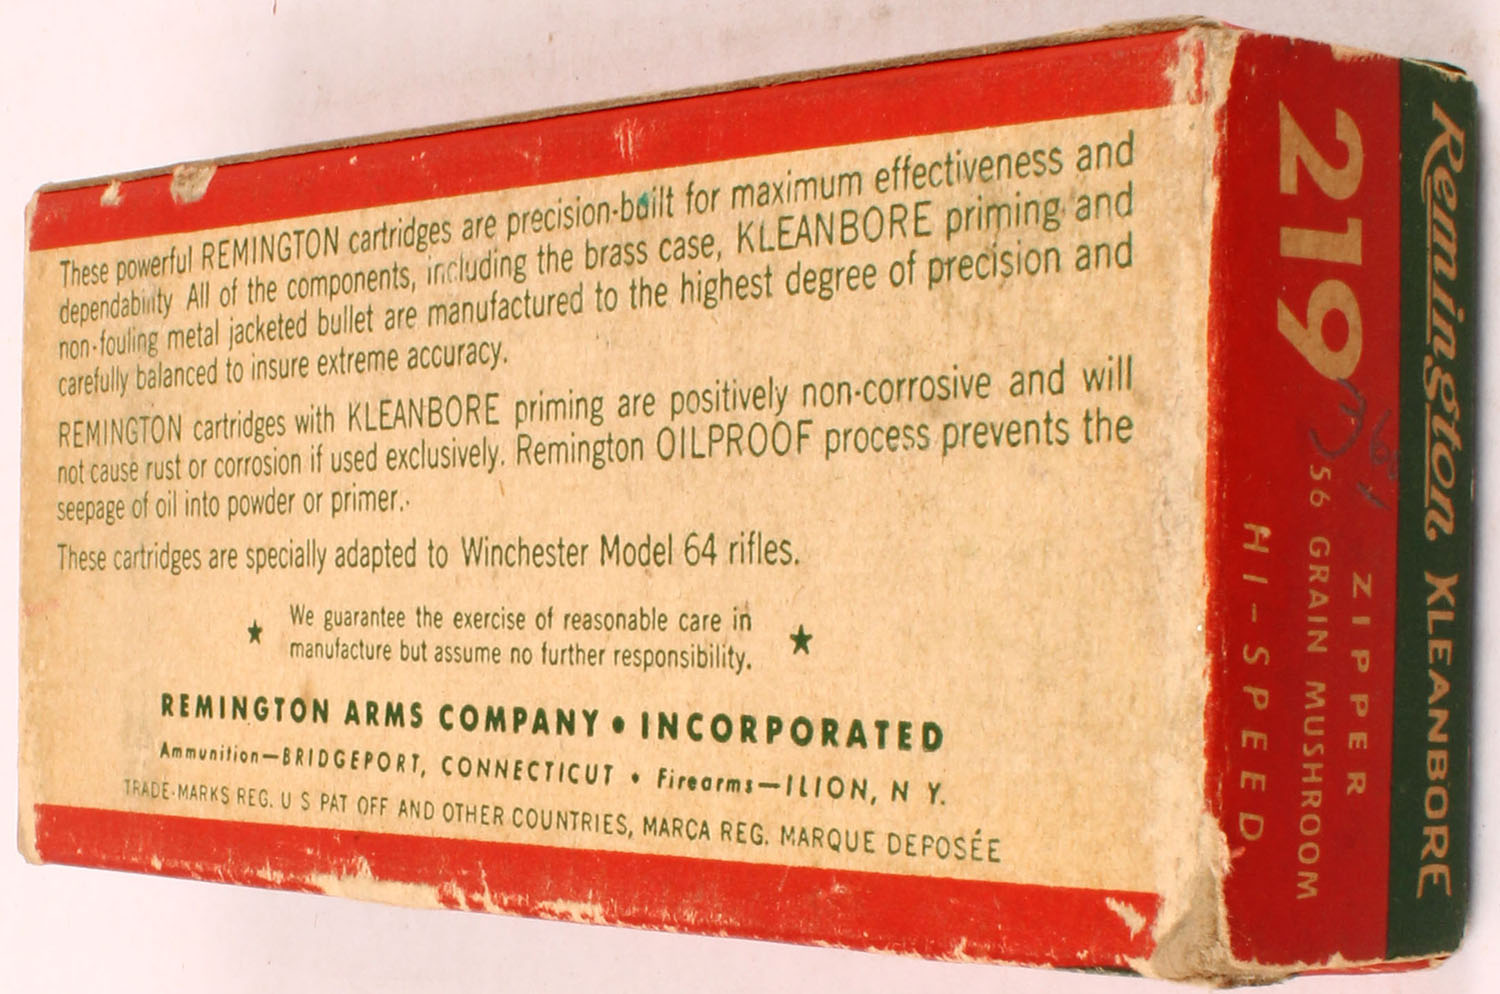 These powerful REMINGTON cartridges are precision-built for maximum effectiveness and
dependability All of the components, including the brass case, KLEANBORE priming and
non-fouling metal jacketed bullet are manufactured to the highest degree of precision and
carefully balanced to insure extreme accuracy.
REMINGTON cartridges with KLEANBORE priming are positively non-corrosive and will
not cause rust or corrosion if used exclusively. Remington OILPROOF process prevents the
seepage of oil into powder or primer.
These cartridges are specially adapted to Winchester Model 64 rifles.
We guarantee the exercise of reasonable care in
manufacture but assume no further responsibility.
REMINGTON ARMS COMPANY • INCORPORATED
Ammunition—BRIDGEPORT, CONNECTICUT • Firearms—ILION, N Y.
TRADE-MARKS REG. U S PAT OFF AND OTHER COUNTRIES, MARCA REG. MARQUE DEPOSÉE
Remington KLEANBORE
219 ZIPPER
56 GRAIN MUSHROOM
HI-SPEED